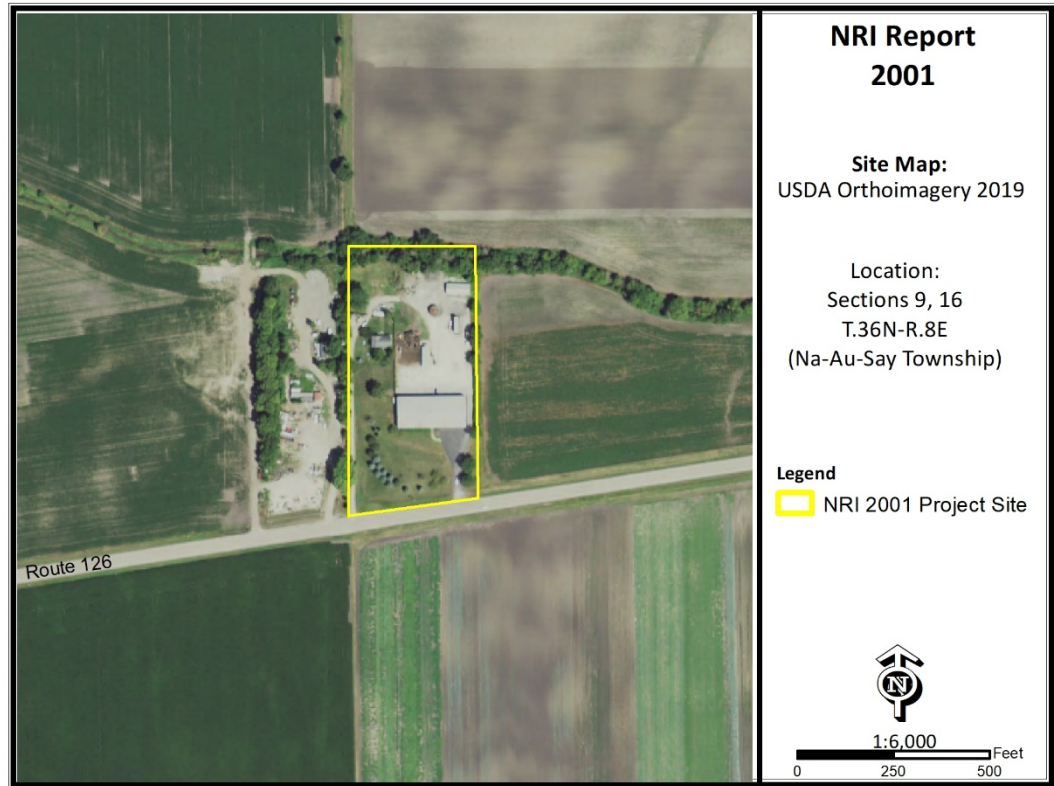 NRI Report
2001
Site Map:
USDA Orthoimagery 2019
Location:
Sections 9, 16
T.36N-R.8E
(Na-Au-Say Township)
Legend
NRI 2001 Project Site
Route 126
N
1:6,000
Feet
0 250 500